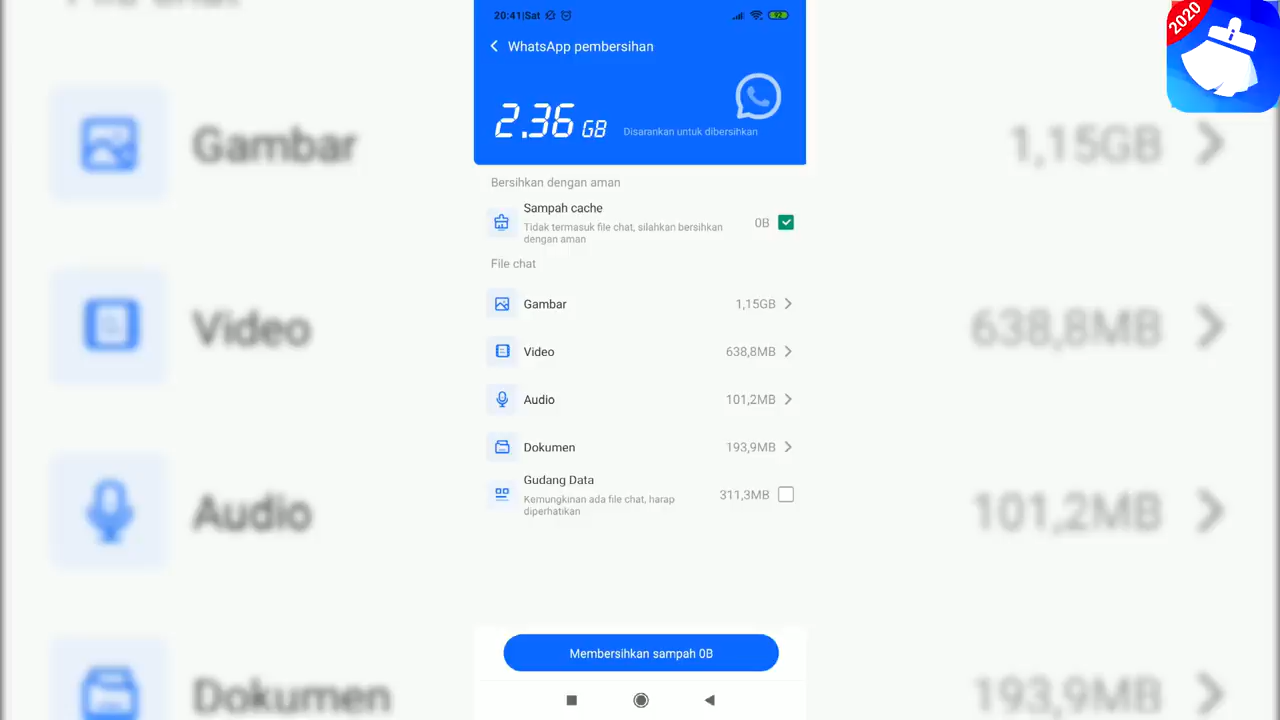 20:41|Sat
92
WhatsApp pembersihan
2.36 GB
Disarankan untuk dibersihkan
Bersihkan dengan aman
Sampah cache
Tidak termasuk file chat, silahkan bersihkan
dengan aman
0B
File chat
Gambar 1,15GB
Video 638,8MB
Audio 101,2MB
Dokumen 193,9MB
Gudang Data
Kemungkinan ada file chat, harap
diperhatikan
311,3MB
Membersihkan sampah 0B
2020
Gambar 1,15GB
Video 638,8MB
Audio 101,2MB
Dokumen 193,9MB